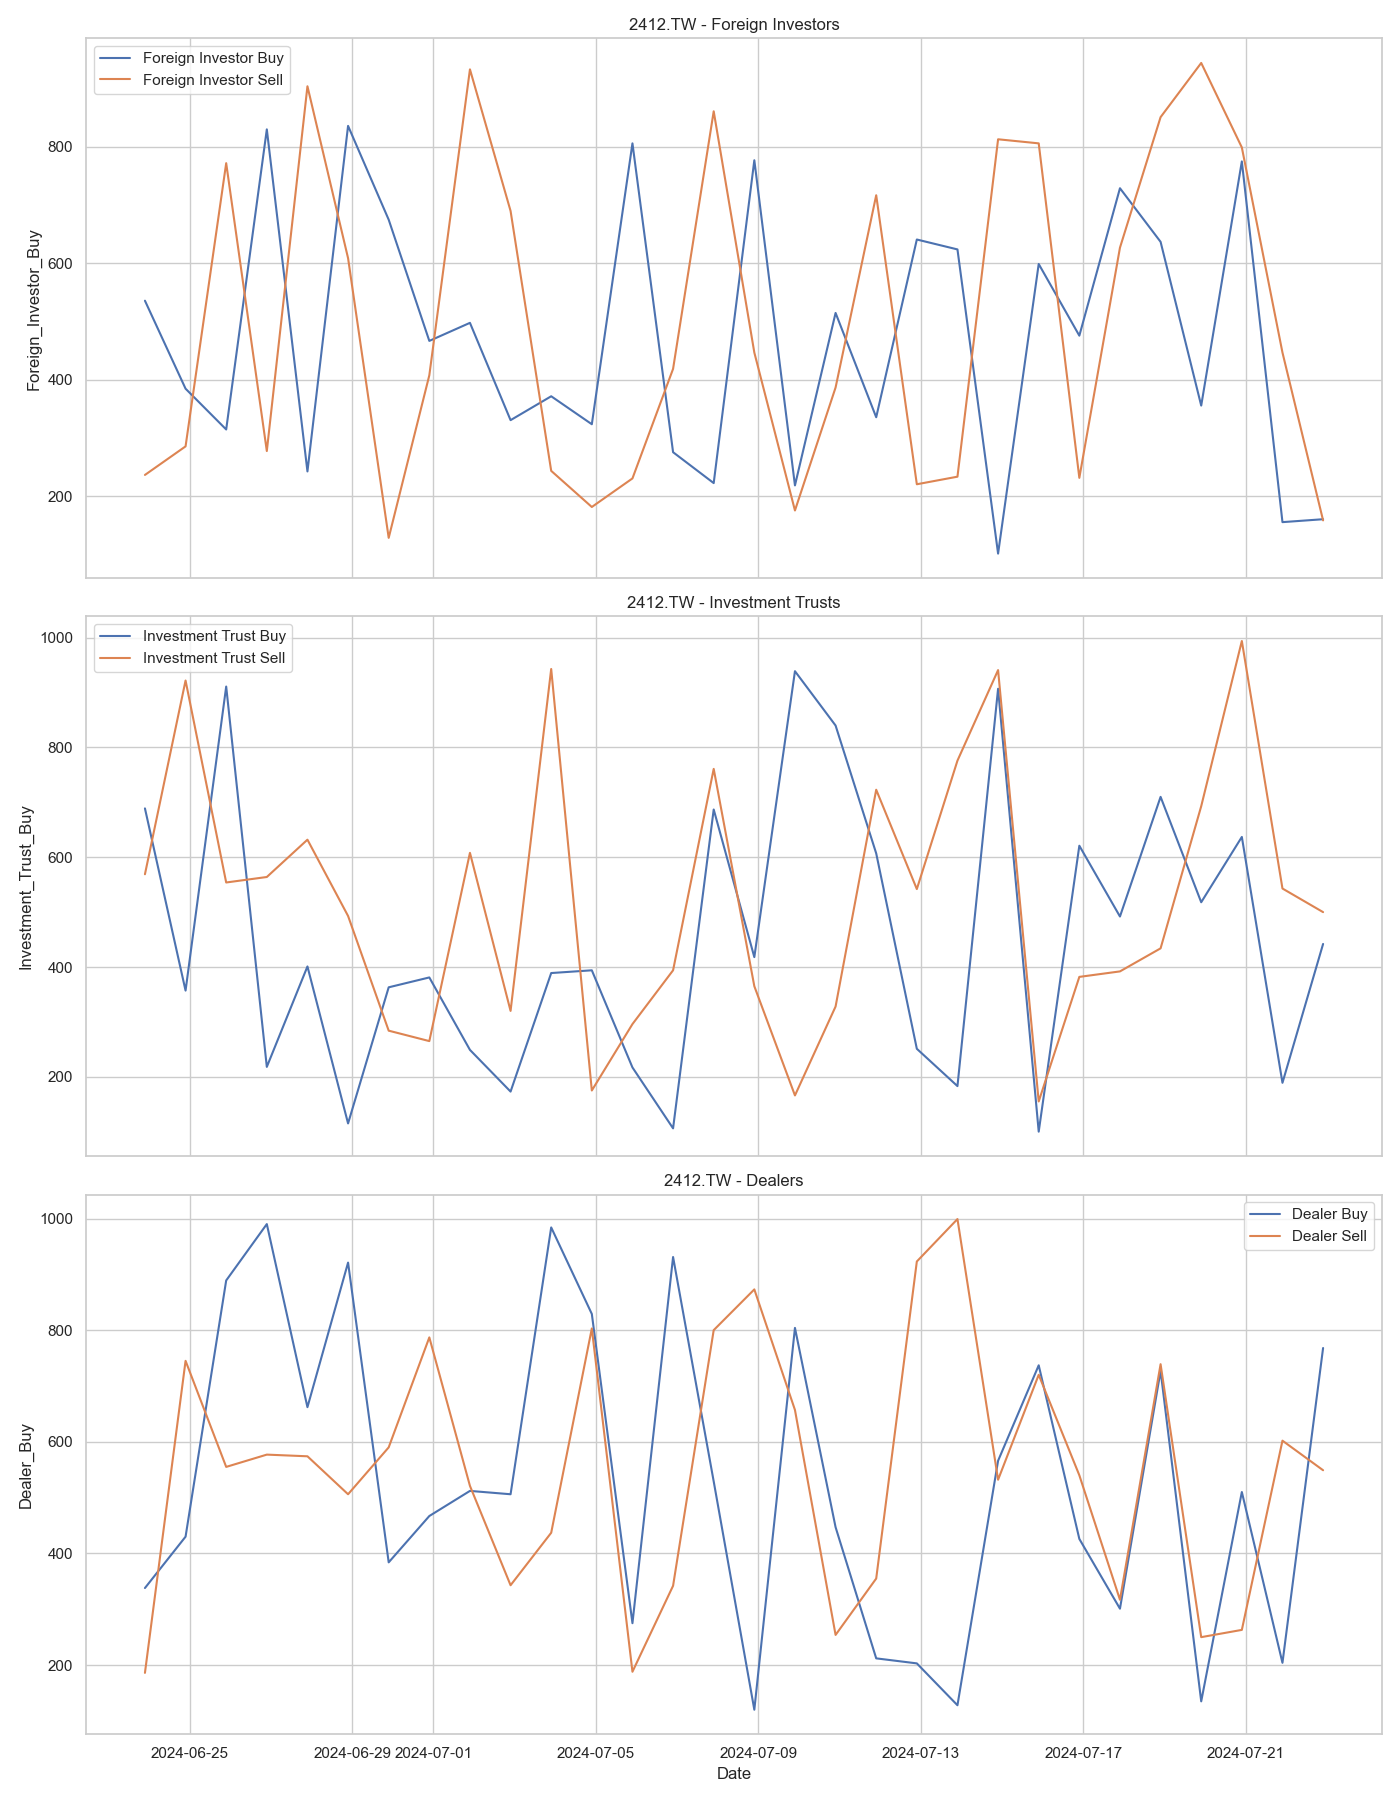 2412.TW - Foreign Investors
Foreign Investor Buy
Foreign Investor Sell
Foreign_Investor_Buy
800
600
400
200
2412.TW - Investment Trusts
Investment Trust Buy
Investment Trust Sell
Investment_Trust_Buy
1000
800
600
400
200
2412.TW - Dealers
Dealer Buy
Dealer Sell
Dealer_Buy
1000
800
600
400
200
2024-06-25 2024-06-29 2024-07-01 2024-07-05 2024-07-09 2024-07-13 2024-07-17 2024-07-21
Date